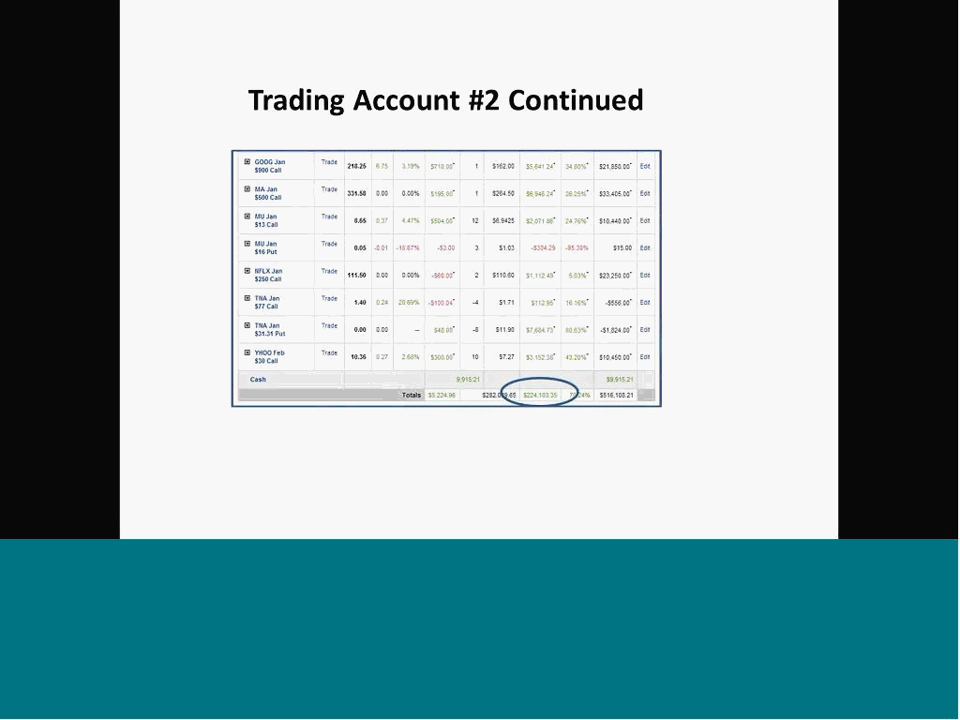 Trading Account #2 Continued
GOOG Jan Trade 218.25 6.75 3.19% $710.00* 1 $162.00 $5,641.24* 34.80%* $21,850.00* Edit
$900 Call
MA Jan Trade 331.58 0.00 0.00% $195.00* 1 $264.50 $6,946.24* 26.25%* $33,405.00* Edit
$500 Call
MU Jan Trade 6.65 0.37 4.47% $504.00* 12 $6.9425 $2,071.86* 24.76%* $10,440.00* Edit
$13 Call
MU Jan Trade 0.05 -0.01 -16.67% -$3.00 3 $1.03 -$304.29 -95.30% $15.00 Edit
$16 Put
NFLX Jan Trade 111.50 0.00 0.00% -$60.00* 2 $110.60 $1,112.49* 5.03%* $23,250.00* Edit
$250 Call
TNA Jan Trade 1.40 0.24 20.69% -$100.04* -4 $1.71 $112.95* 16.16%* -$556.00* Edit
$77 Call
TNA Jan Trade 0.00 0.00 -- $48.00* -8 $11.90 $7,684.73* 80.83%* -$1,824.00* Edit
$31.31 Put
YHOO Feb Trade 10.36 0.27 2.68% $300.00* 10 $7.27 $3,152.36* 43.20%* $10,450.00* Edit
$30 Call
Cash 9,915.21 $9,915.21
Totals $5,224.96 $224,103.35 $516,108.21